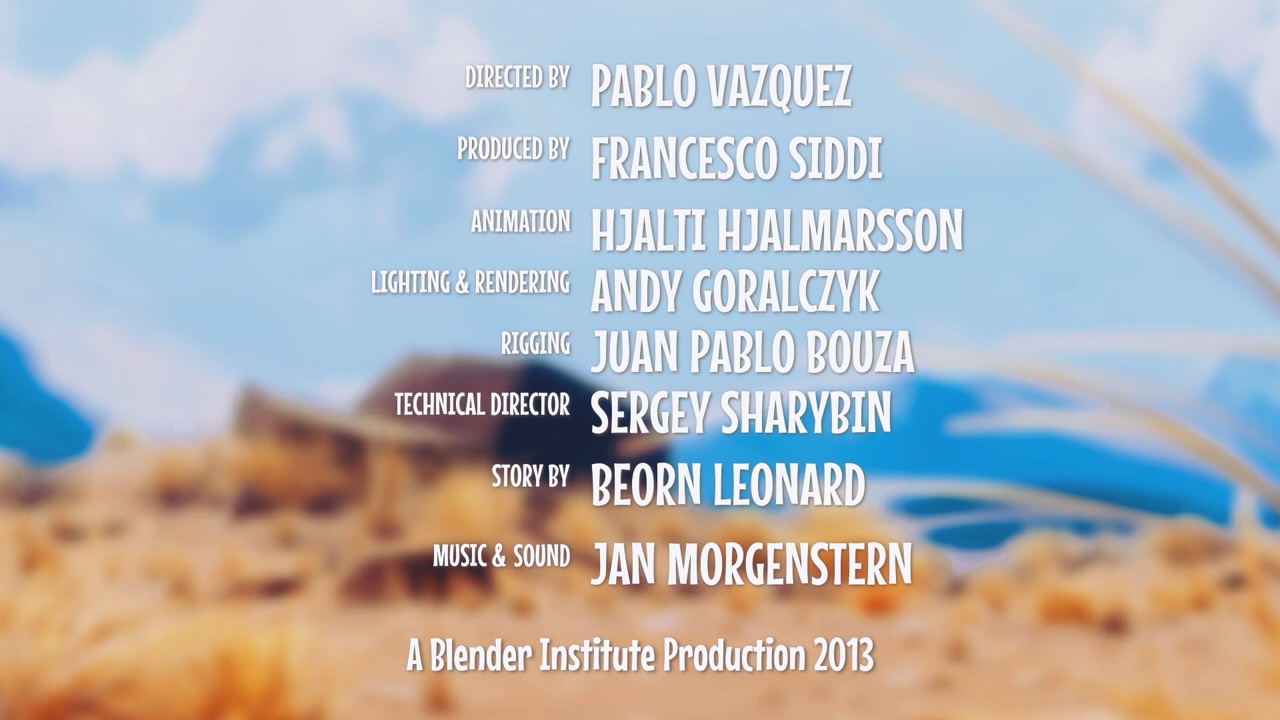 DIRECTED BY PABLO VAZQUEZ
PRODUCED BY FRANCESCO SIDDI
ANIMATION HJALTI HJALMARSSON
LIGHTING & RENDERING ANDY GORALCZYK
RIGGING JUAN PABLO BOUZA
TECHNICAL DIRECTOR SERGEY SHARYBIN
STORY BY BEORN LEONARD
MUSIC & SOUND JAN MORGENSTERN
A Blender Institute Production 2013